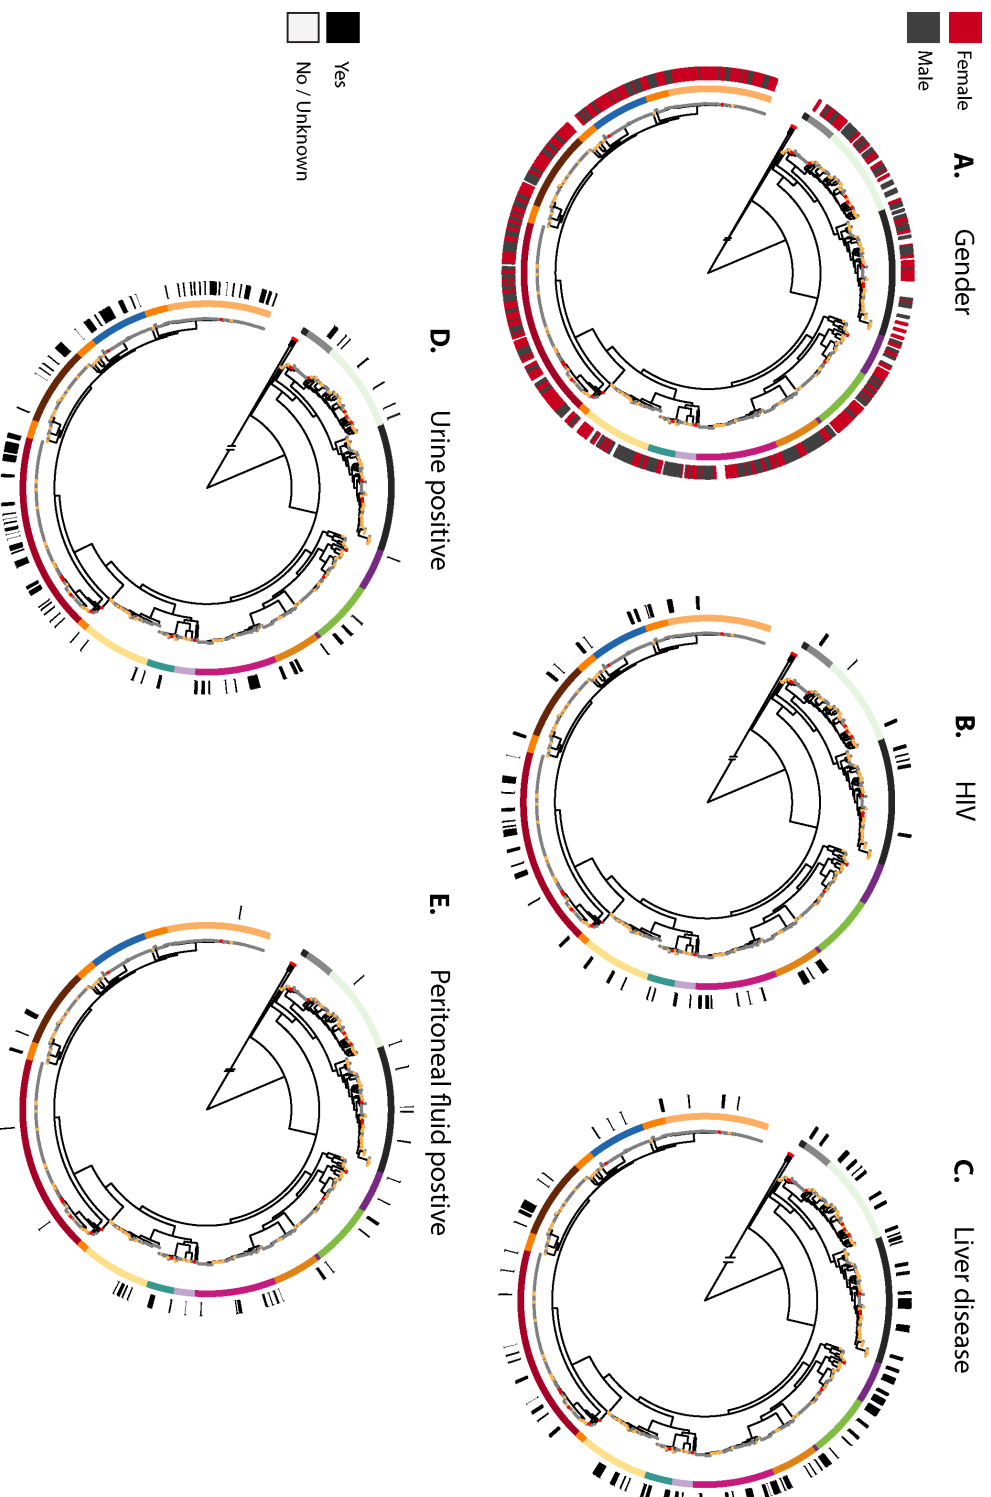 Female
Male
A. Gender
B. HIV
C. Liver disease
Yes
No / Unknown
D. Urine positive
E. Peritoneal fluid postive